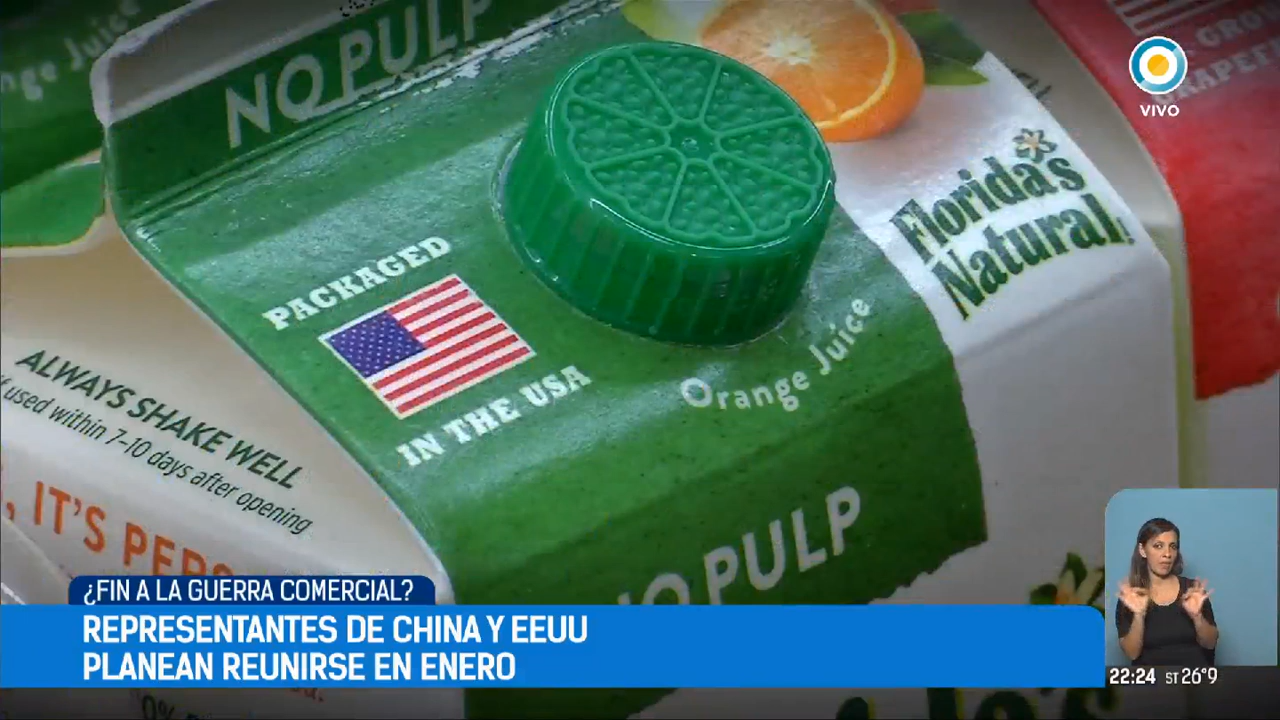 NO PULP
VIVO
Florida's
Natural
PACKAGED
IN THE USA
Orange Juice
ALWAYS SHAKE WELL
used within 7-10 days after opening
IT'S
NO PULP
¿FIN A LA GUERRA COMERCIAL?
REPRESENTANTES DE CHINA Y EEUU
PLANEAN REUNIRSE EN ENERO
22:24 ST 26°9